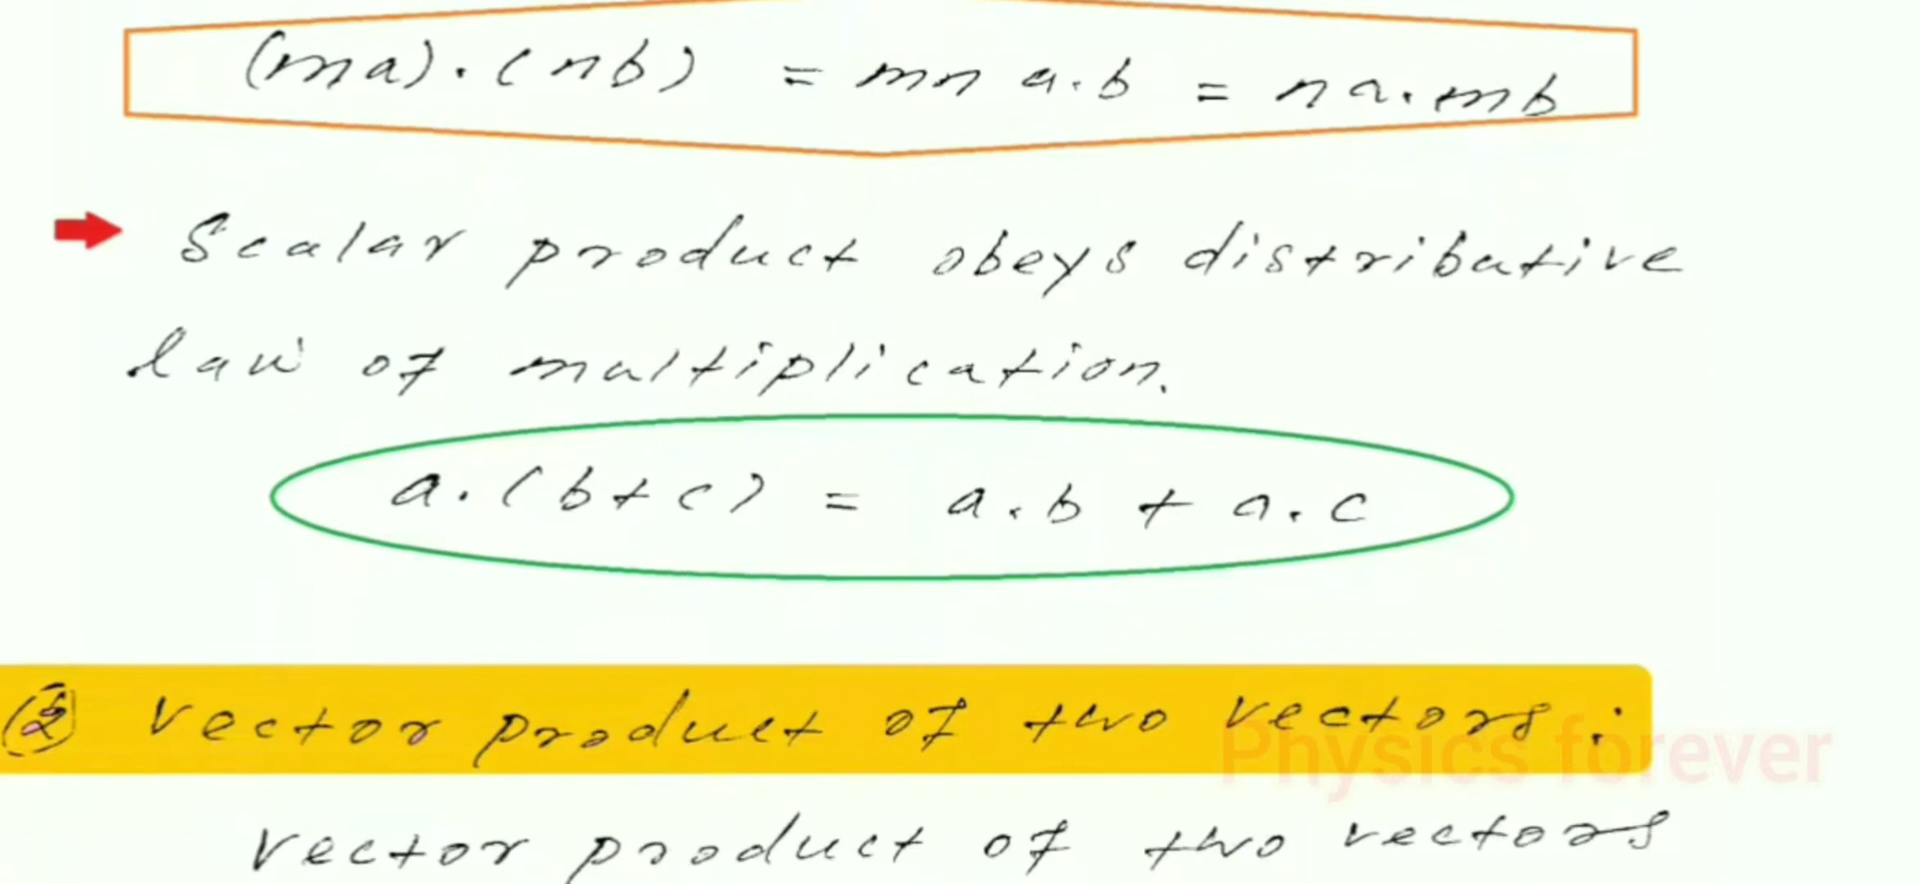 (ma).(nb) = mn a.b = na.mb
Scalar product obeys distributive
law of multiplication.
a.(b+c) = a.b + a.c
(2) Vector product of two vectors:
Physics forever
Vector product of two vectors